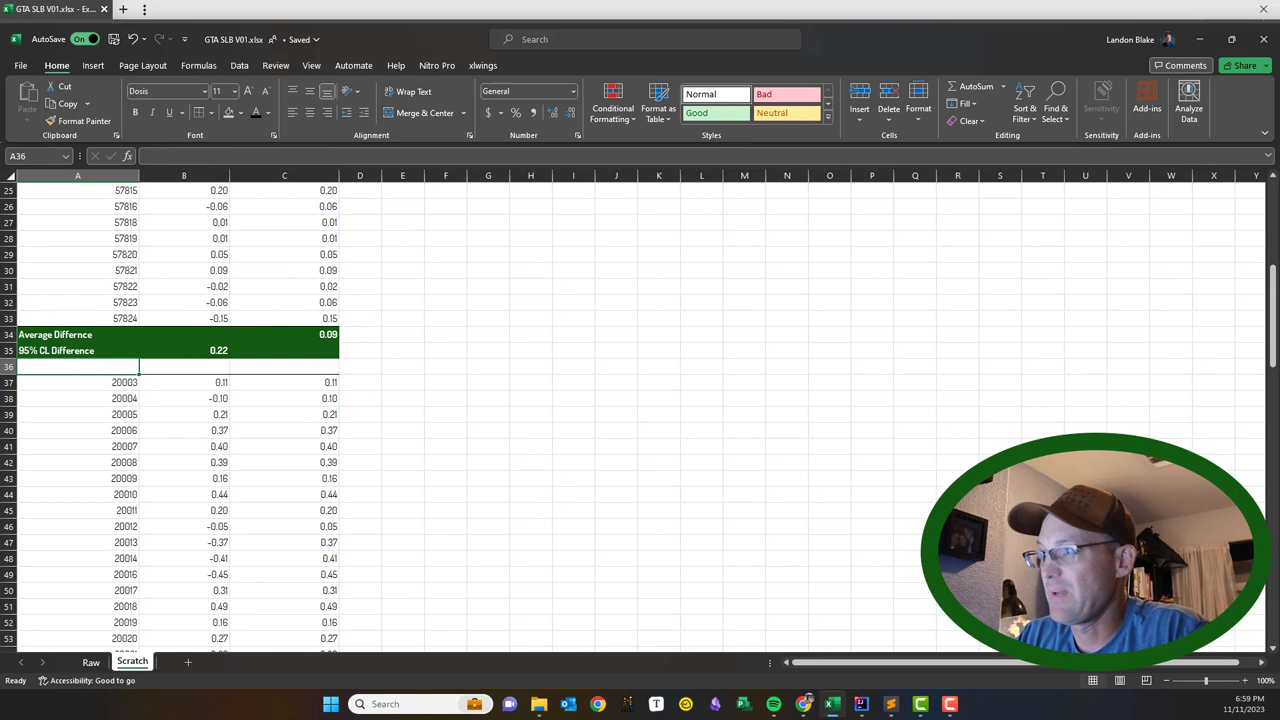 GTA SLB V01.xlsx - Ex...
AutoSave On
GTA SLB V01.xlsx
• Saved
Search
Landon Blake
File Home Insert Page Layout Formulas Data Review View Automate Help Nitro Pro xlwings
Comments Share
Paste
Cut
Copy
Format Painter
Clipboard
Dosis 11
B I U
Font
Wrap Text
Merge & Center
Alignment
General
$ % ,
Number
Conditional Formatting
Format as Table
Normal Bad
Good Neutral
Styles
Insert Delete Format
Cells
AutoSum
Fill
Clear
Sort & Filter
Find & Select
Editing
Sensitivity
Sensitivity
Add-ins
Add-ins
Analyze Data
A36 fx
A B C D E F G H I J K L M N O P Q R S T U V W X Y
25 57815 0.20 0.20
26 57816 -0.06 0.06
27 57818 0.01 0.01
28 57819 0.01 0.01
29 57820 0.05 0.05
30 57821 0.09 0.09
31 57822 -0.02 0.02
32 57823 -0.06 0.06
33 57824 -0.15 0.15
34 Average Differnce 0.09
35 95% CL Difference 0.22
36
37 20003 0.11 0.11
38 20004 -0.10 0.10
39 20005 0.21 0.21
40 20006 0.37 0.37
41 20007 0.40 0.40
42 20008 0.39 0.39
43 20009 0.16 0.16
44 20010 0.44 0.44
45 20011 0.20 0.20
46 20012 -0.05 0.05
47 20013 -0.37 0.37
48 20014 -0.41 0.41
49 20016 -0.45 0.45
50 20017 0.31 0.31
51 20018 0.49 0.49
52 20019 0.16 0.16
53 20020 0.27 0.27
Raw Scratch
Ready Accessibility: Good to go 100%
Search
6:59 PM
11/11/2023